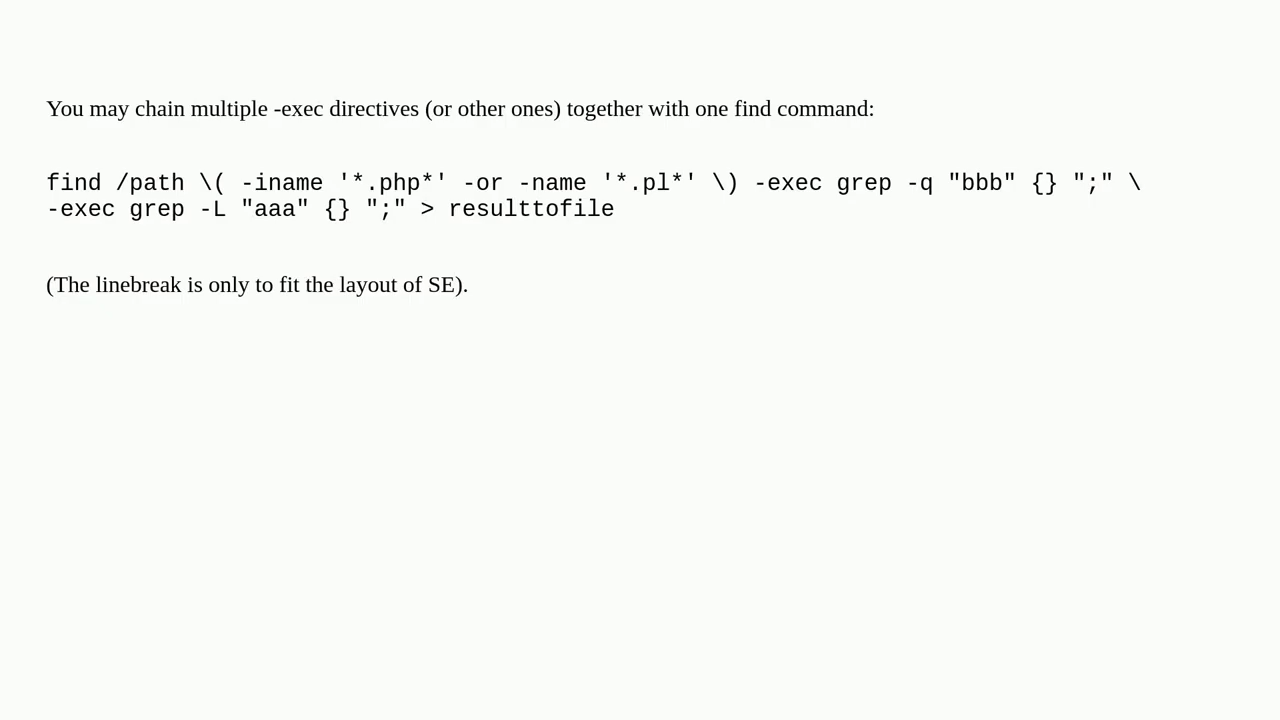 You may chain multiple -exec directives (or other ones) together with one find command:
find /path \( -iname '*.php*' -or -name '*.pl*' \) -exec grep -q "bbb" {} ";" \
-exec grep -L "aaa" {} ";" > resulttofile
(The linebreak is only to fit the layout of SE).